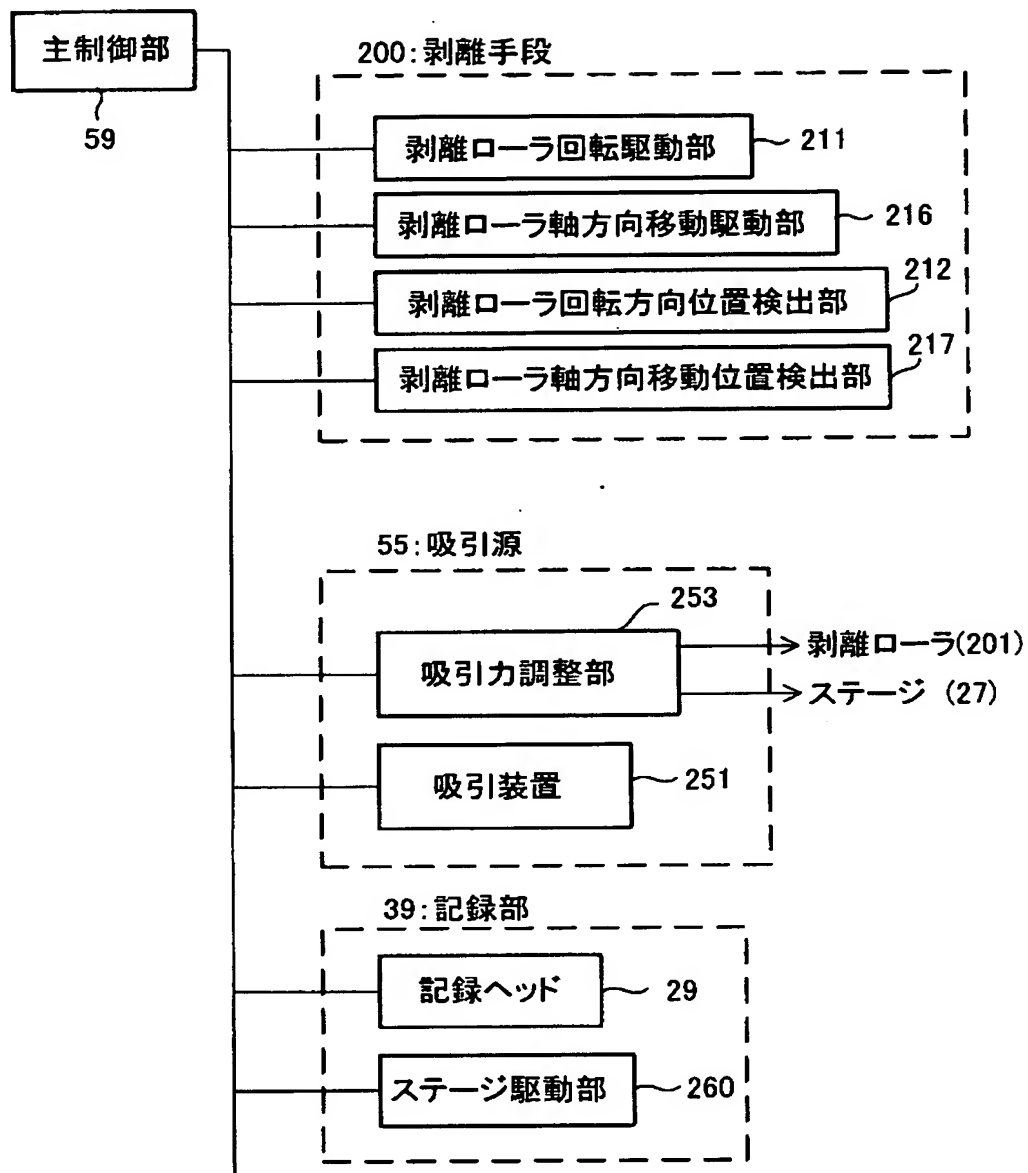 主制御部
59
200:剥離手段
剥離ローラ回転駆動部
211
剥離ローラ軸方向移動駆動部
216
剥離ローラ回転方向位置検出部
212
剥離ローラ軸方向移動位置検出部
217
55:吸引源
253
吸引力調整部
剥離ローラ(201)
ステージ (27)
吸引装置
251
39:記録部
記録ヘッド
29
ステージ駆動部
260